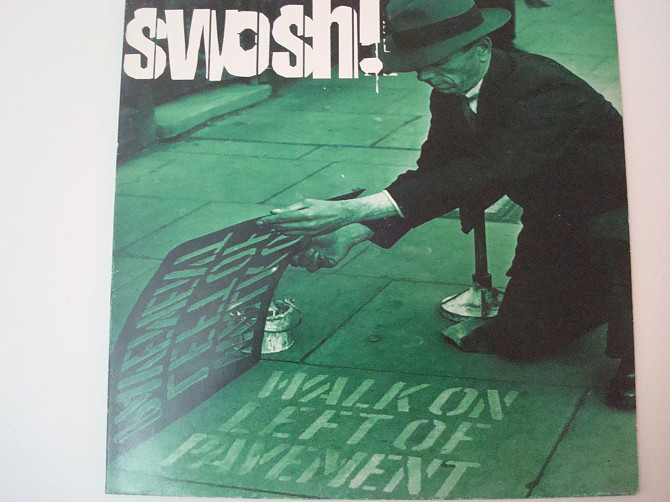 swosh!
WALK ON
LEFT OF
PAVEMENT